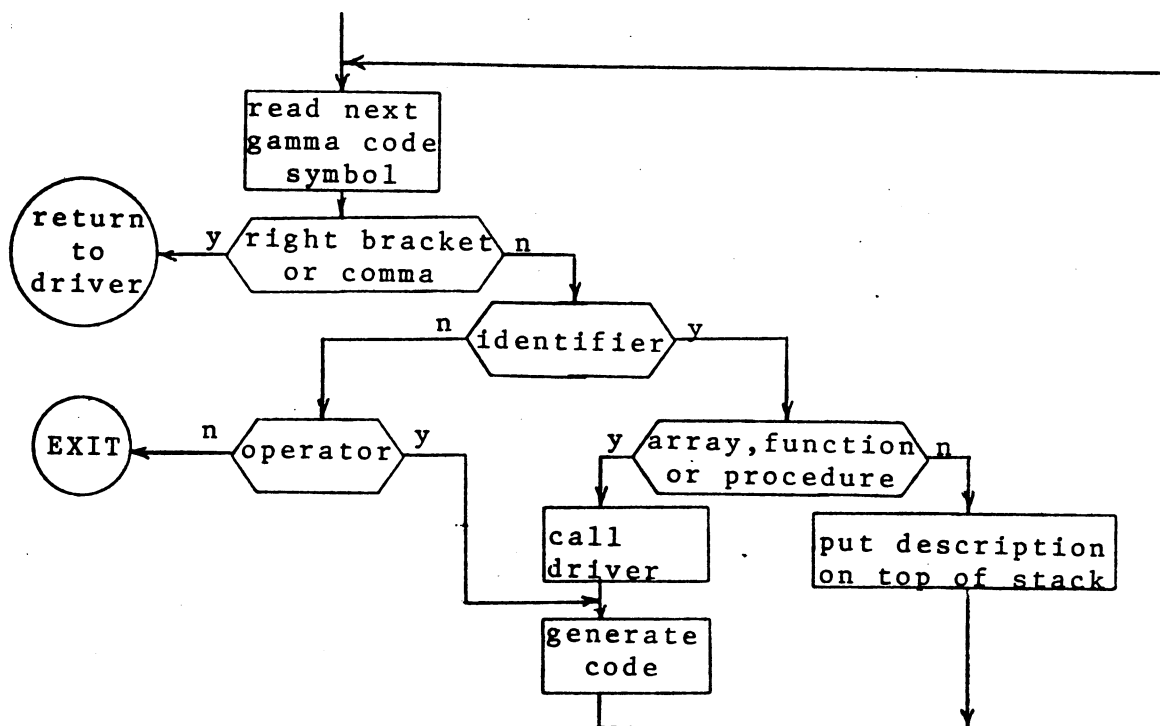 read next
gamma code
symbol
return
to
driver
y
right bracket
or comma
n
n
identifier
y
EXIT
n
operator
y
y
array,function
or procedure
n
call
driver
put description
on top of stack
generate
code